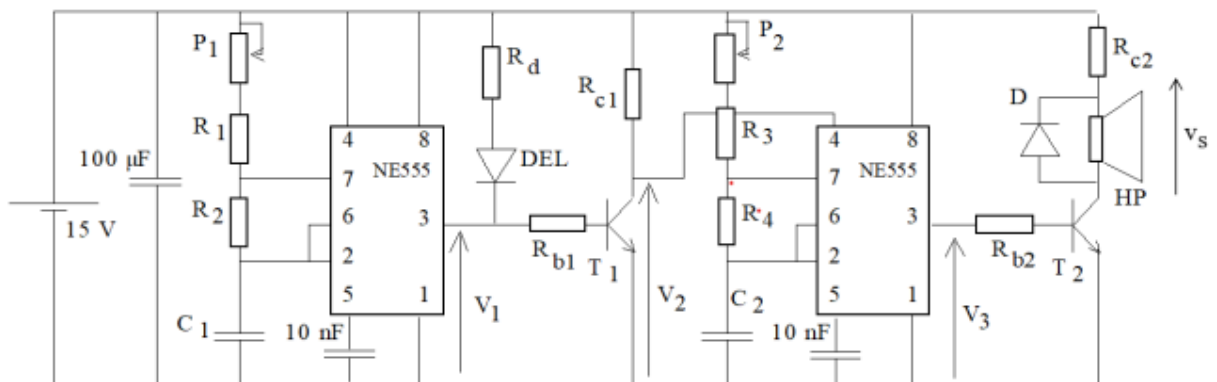 P1
R1
R2
C1
100 µF
15 V
4 8
NE555
7
6 3
2
5 1
10 nF
Rd
DEL
V1
Rb1
T1
Rc1
V2
P2
R3
R4
C2
4 8
NE555
7
6 3
2
5 1
10 nF
V3
Rb2
T2
Rc2
D
HP
vs